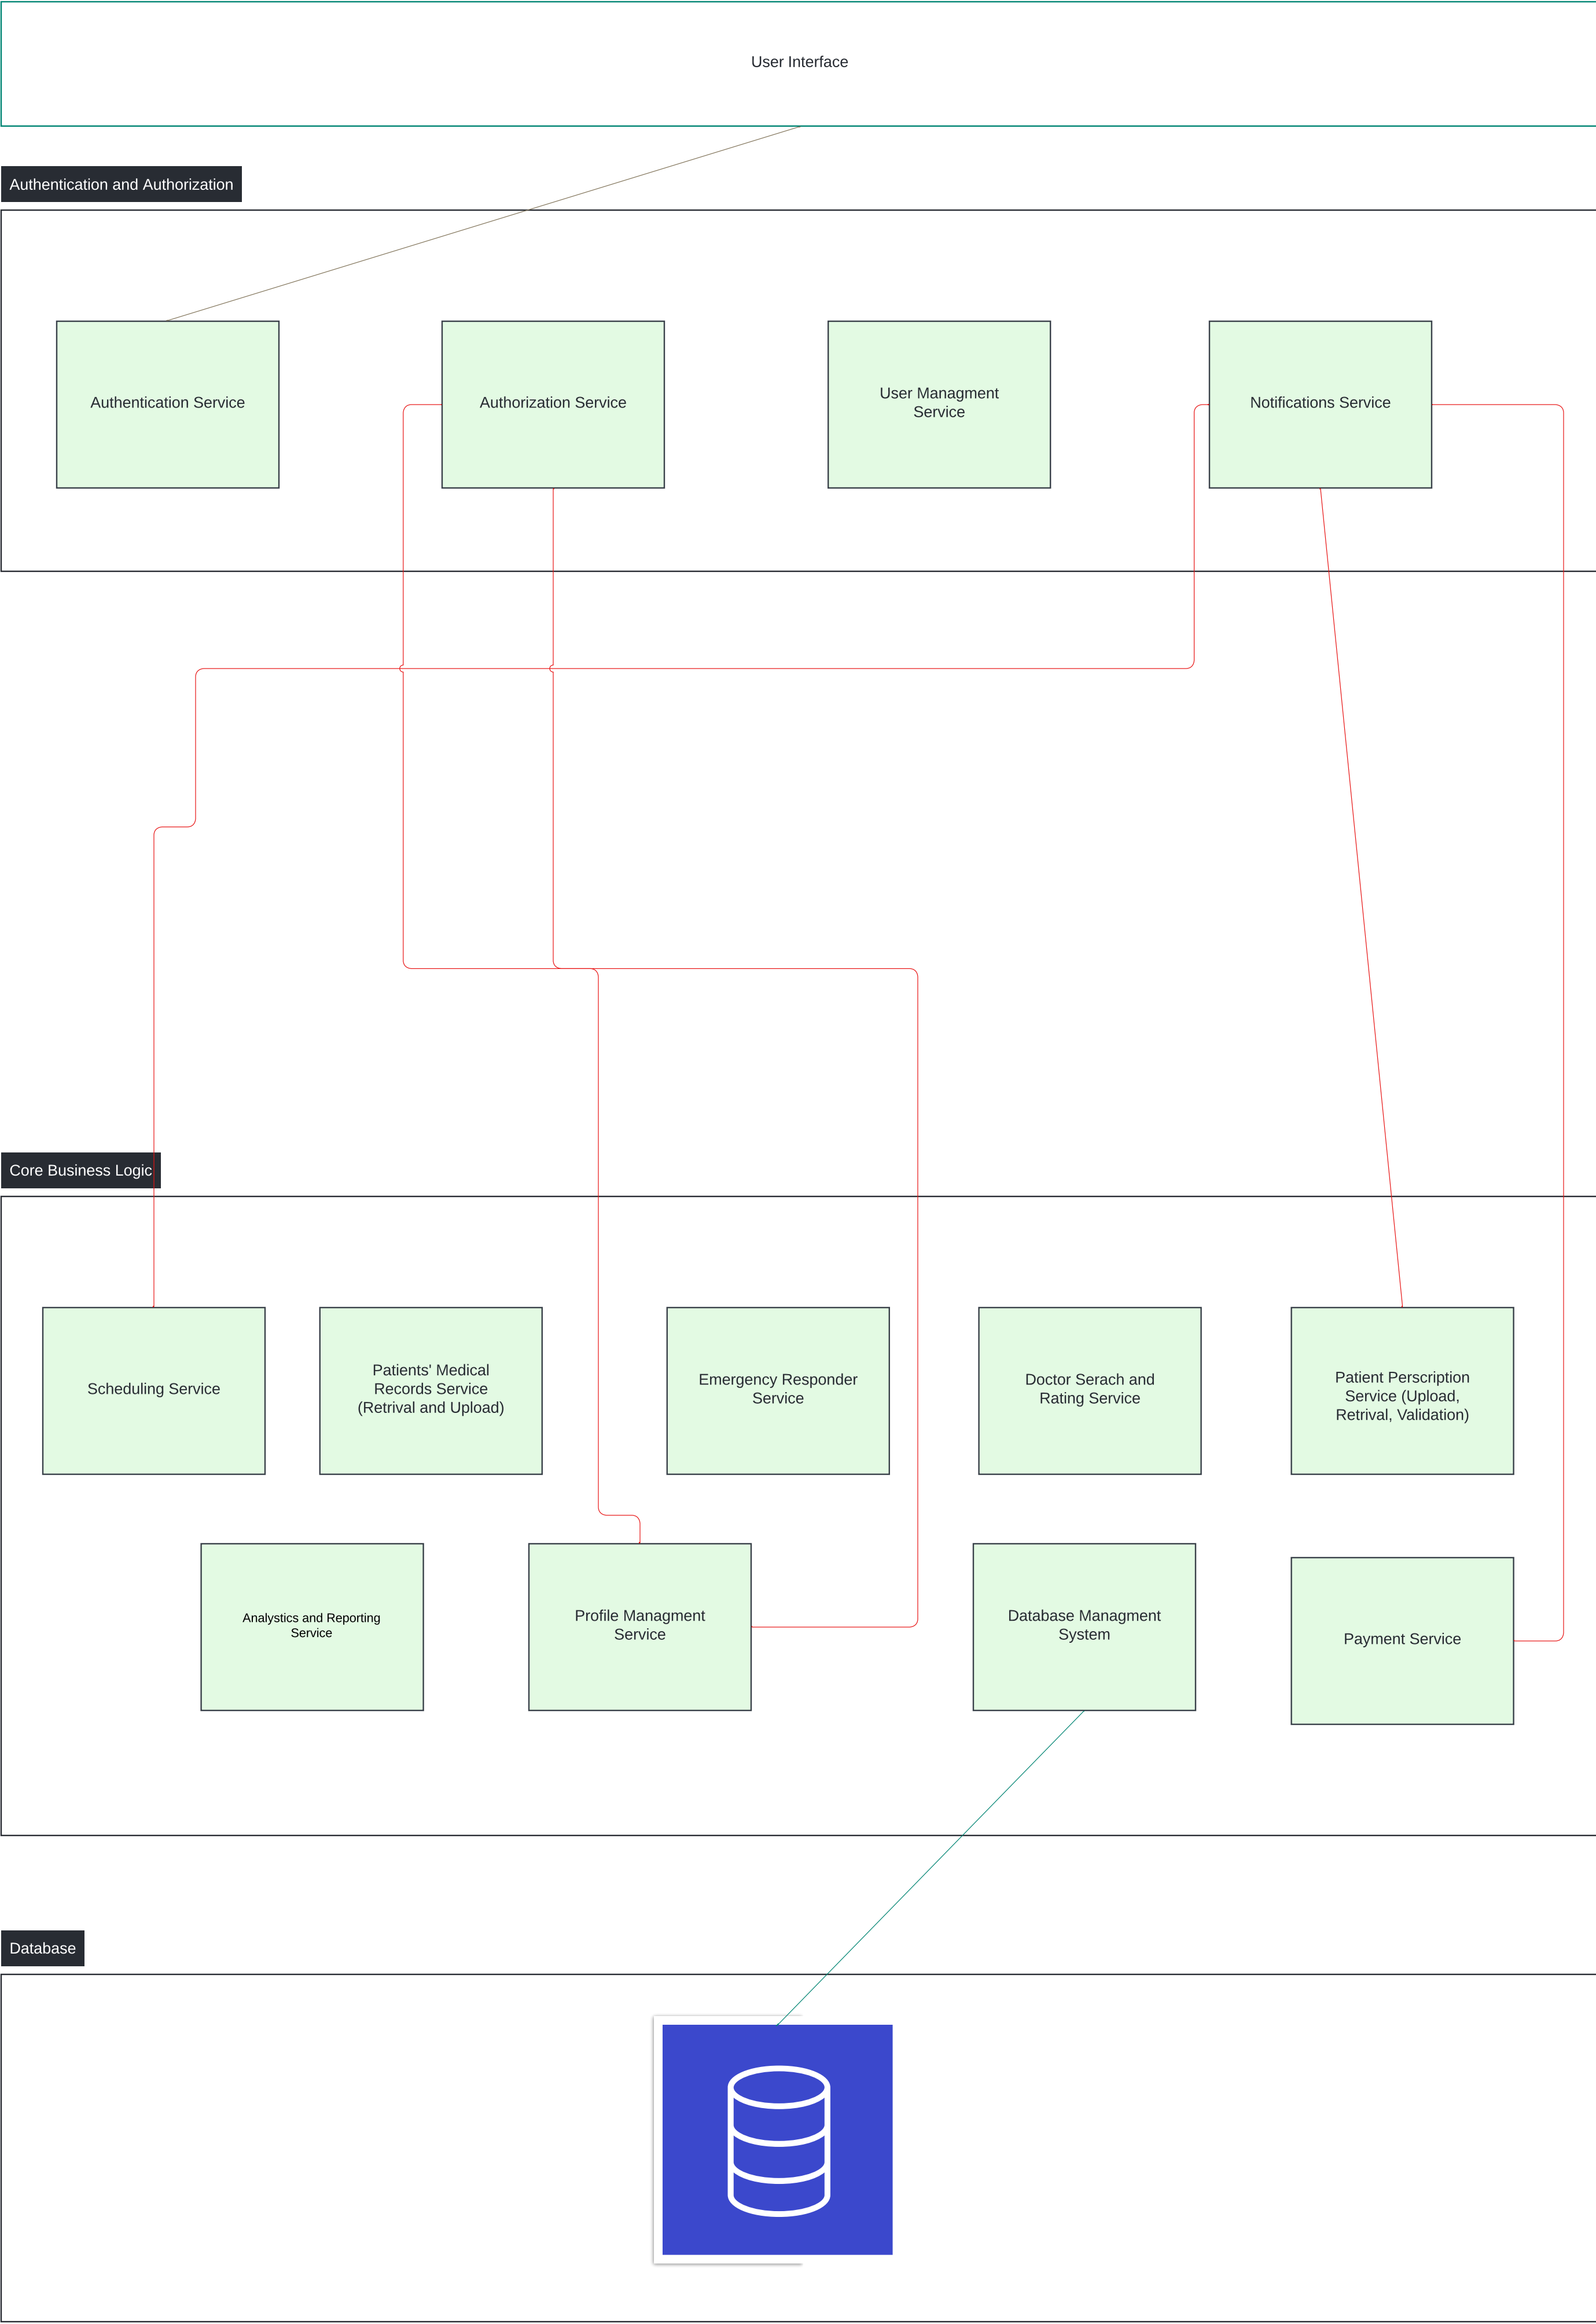 User Interface
Authentication and Authorization
Authentication Service
Authorization Service
User Managment
Service
Notifications Service
Core Business Logic
Scheduling Service
Patients' Medical
Records Service
(Retrival and Upload)
Emergency Responder
Service
Doctor Serach and
Rating Service
Patient Perscription
Service (Upload,
Retrival, Validation)
Analystics and Reporting
Service
Profile Managment
Service
Database Managment
System
Payment Service
Database